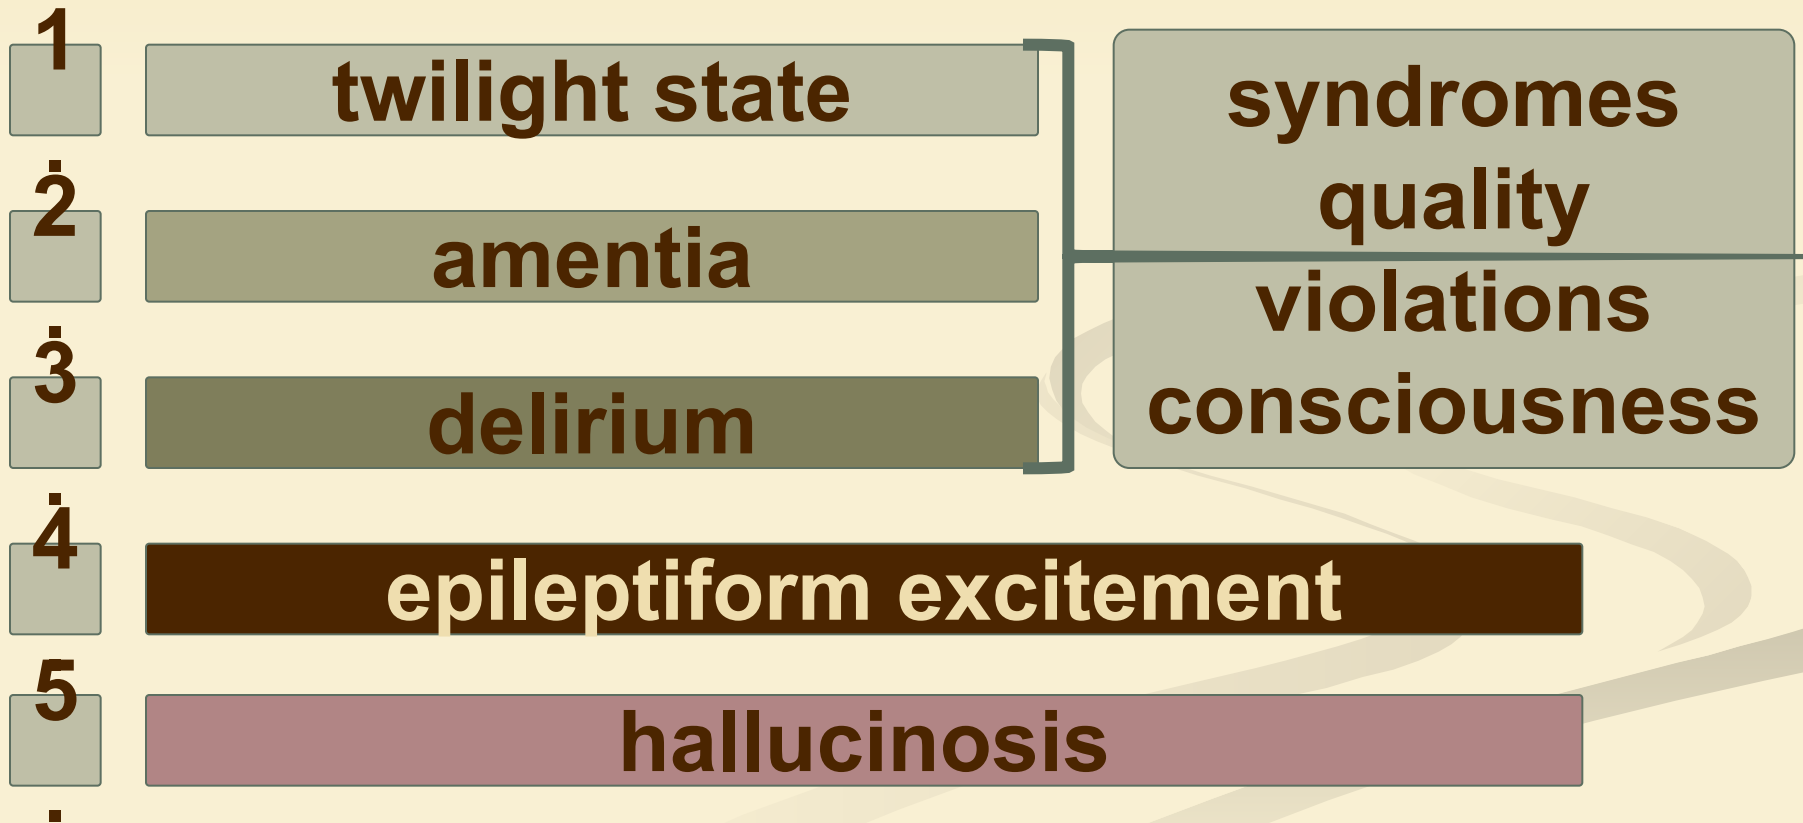 1.
twilight state
2.
amentia
3.
delirium
syndromes
quality
violations
consciousness
4.
epileptiform excitement
5.
hallucinosis